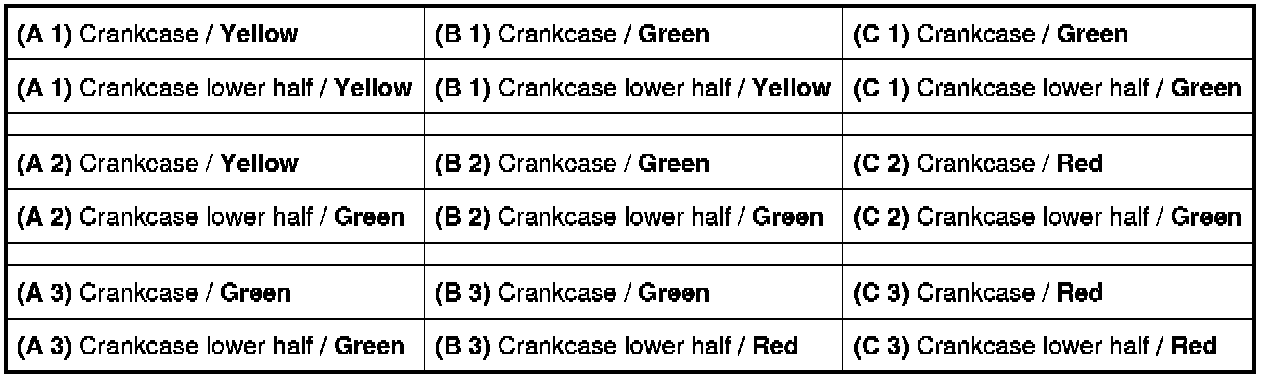 (A 1) Crankcase / Yellow (B 1) Crankcase / Green (C 1) Crankcase / Green
(A 1) Crankcase lower half / Yellow (B 1) Crankcase lower half / Yellow (C 1) Crankcase lower half / Green
(A 2) Crankcase / Yellow (B 2) Crankcase / Green (C 2) Crankcase / Red
(A 2) Crankcase lower half / Green (B 2) Crankcase lower half / Green (C 2) Crankcase lower half / Green
(A 3) Crankcase / Green (B 3) Crankcase / Green (C 3) Crankcase / Red
(A 3) Crankcase lower half / Green (B 3) Crankcase lower half / Red (C 3) Crankcase lower half / Red